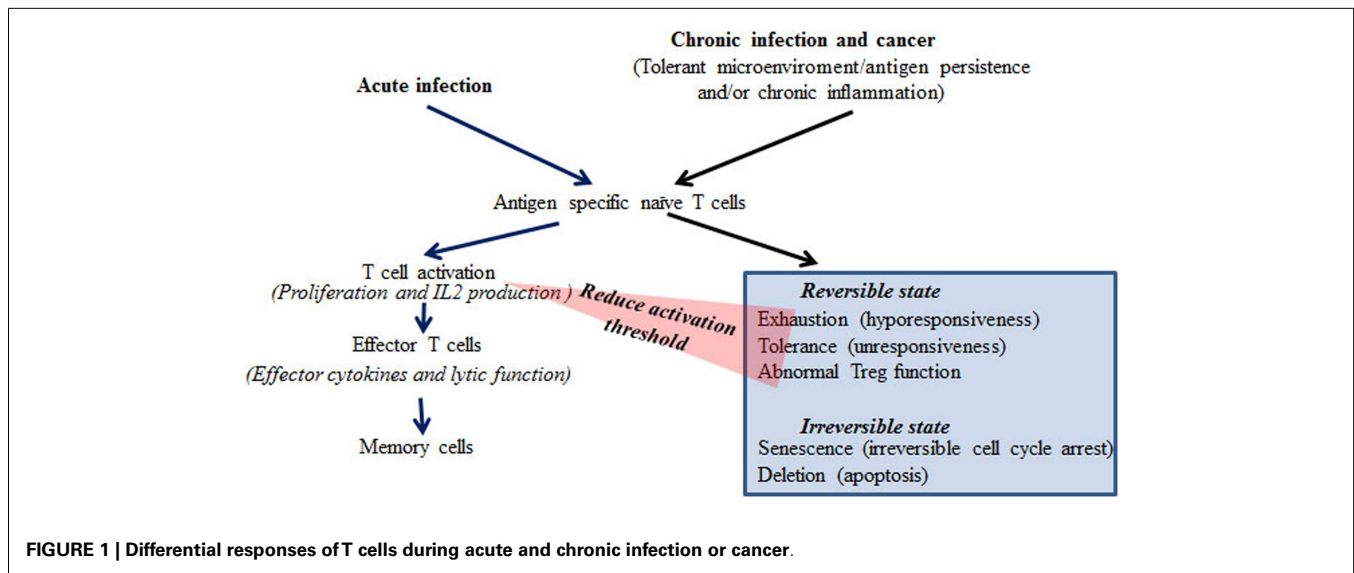 Chronic infection and cancer
(Tolerant microenviroment/antigen persistence
and/or chronic inflammation)
Acute infection
Antigen specific naïve T cells
T cell activation
(Proliferation and IL2 production )
Effector T cells
(Effector cytokines and lytic function)
Memory cells
Reduce activation
threshold
Reversible state
Exhaustion (hyporesponsiveness)
Tolerance (unresponsiveness)
Abnormal Treg function
Irreversible state
Senescence (irreversible cell cycle arrest)
Deletion (apoptosis)
FIGURE 1 | Differential responses of T cells during acute and chronic infection or cancer.